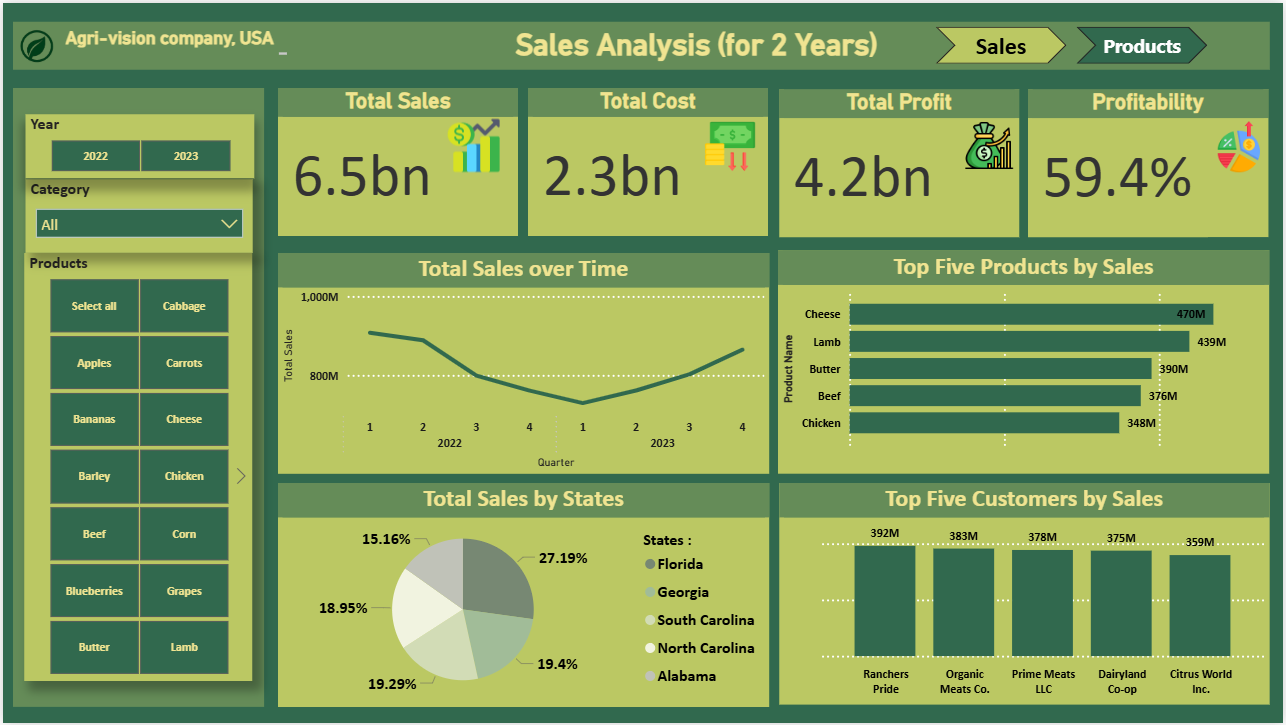 Agri-vision company, USA _
Sales Analysis (for 2 Years)
Sales
Products
Year
2022
2023
Category
All
Products
Select all
Cabbage
Apples
Carrots
Bananas
Cheese
Barley
Chicken
Beef
Corn
Blueberries
Grapes
Butter
Lamb
Total Sales
6.5bn
Total Cost
2.3bn
Total Profit
4.2bn
Profitability
59.4%
Total Sales over Time
Total Sales
1,000M
800M
1 2 3 4 1 2 3 4
2022 2023
Quarter
Top Five Products by Sales
Product Name
Cheese 470M
Lamb 439M
Butter 390M
Beef 376M
Chicken 348M
Total Sales by States
15.16%
27.19%
18.95%
19.4%
19.29%
States :
Florida
Georgia
South Carolina
North Carolina
Alabama
Top Five Customers by Sales
392M 383M 378M 375M 359M
Ranchers Pride
Organic Meats Co.
Prime Meats LLC
Dairyland Co-op
Citrus World Inc.